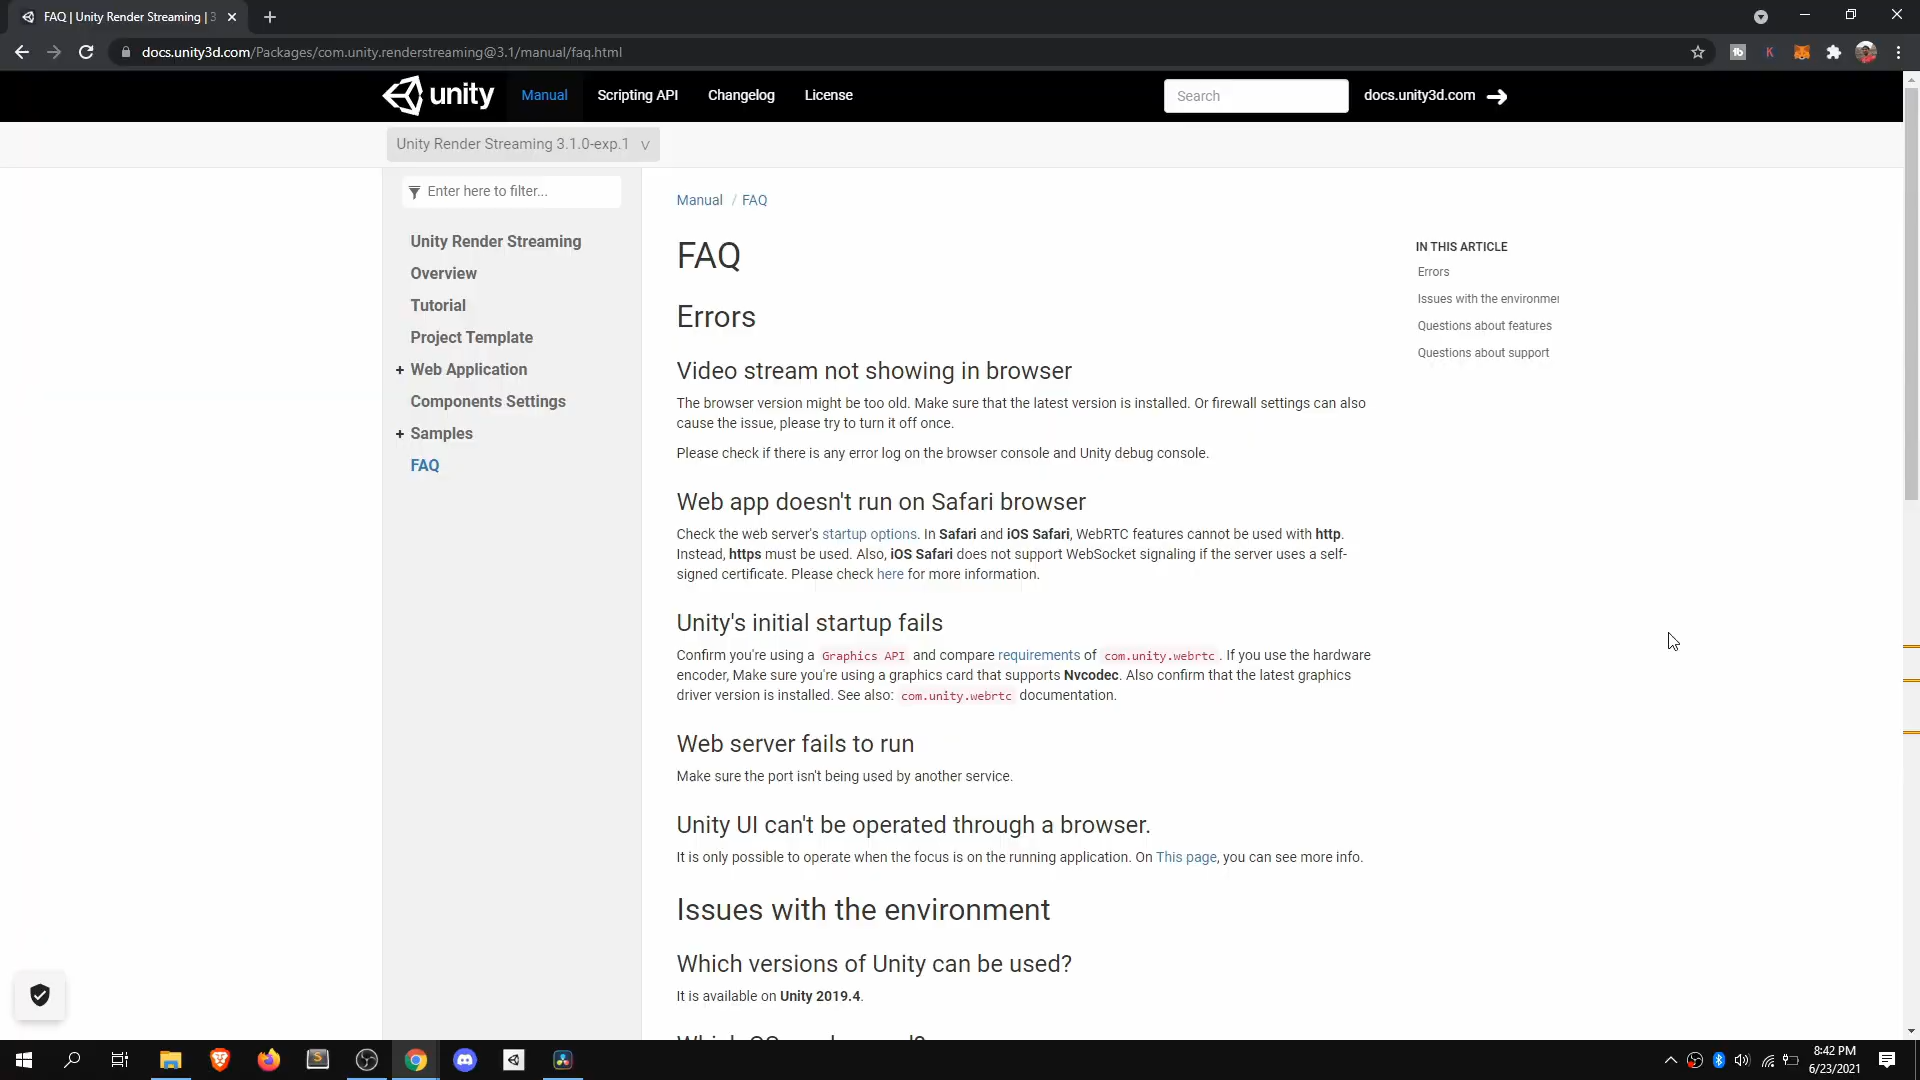 FAQ | Unity Render Streaming | 3
docs.unity3d.com/Packages/com.unity.renderstreaming@3.1/manual/faq.html
unity Manual Scripting API Changelog License Search docs.unity3d.com
Unity Render Streaming 3.1.0-exp.1
Enter here to filter...
Unity Render Streaming
Overview
Tutorial
Project Template
+ Web Application
Components Settings
+ Samples
FAQ
Manual / FAQ
FAQ
Errors
Video stream not showing in browser
The browser version might be too old. Make sure that the latest version is installed. Or firewall settings can also
cause the issue, please try to turn it off once.
Please check if there is any error log on the browser console and Unity debug console.
Web app doesn't run on Safari browser
Check the web server's startup options. In Safari and iOS Safari, WebRTC features cannot be used with http.
Instead, https must be used. Also, iOS Safari does not support WebSocket signaling if the server uses a self-
signed certificate. Please check here for more information.
Unity's initial startup fails
Confirm you're using a Graphics API and compare requirements of com.unity.webrtc. If you use the hardware
encoder, Make sure you're using a graphics card that supports Nvcodec. Also confirm that the latest graphics
driver version is installed. See also: com.unity.webrtc documentation.
Web server fails to run
Make sure the port isn't being used by another service.
Unity UI can't be operated through a browser.
It is only possible to operate when the focus is on the running application. On This page, you can see more info.
Issues with the environment
Which versions of Unity can be used?
It is available on Unity 2019.4.
IN THIS ARTICLE
Errors
Issues with the environmen
Questions about features
Questions about support
8:42 PM
6/23/2021